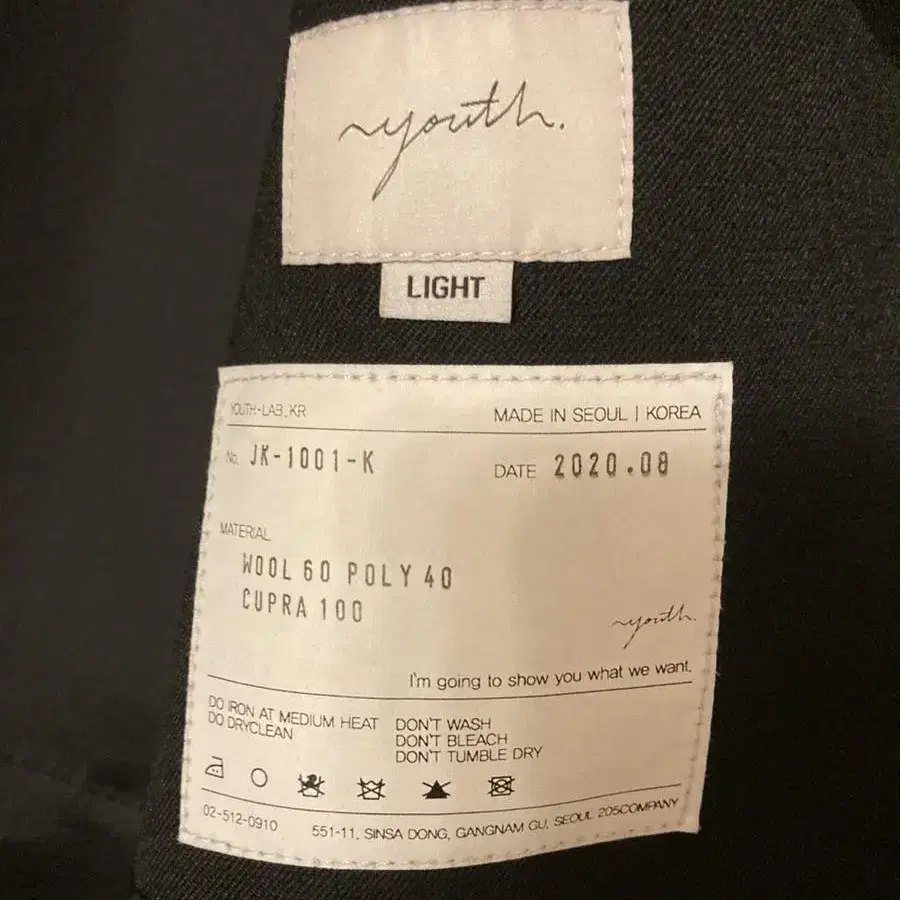 youth.
LIGHT
YOUTH-LAB.KR
MADE IN SEOUL | KOREA
No. JK-1001-K
DATE 2020.08
MATERIAL
WOOL 60 POLY 40
CUPRA 100
youth.
I'm going to show you what we want.
DO IRON AT MEDIUM HEAT
DO DRYCLEAN
DON'T WASH
DON'T BLEACH
DON'T TUMBLE DRY
02-512-0910
551-11, SINSA DONG, GANGNAM GU, SEOUL 205COMPANY